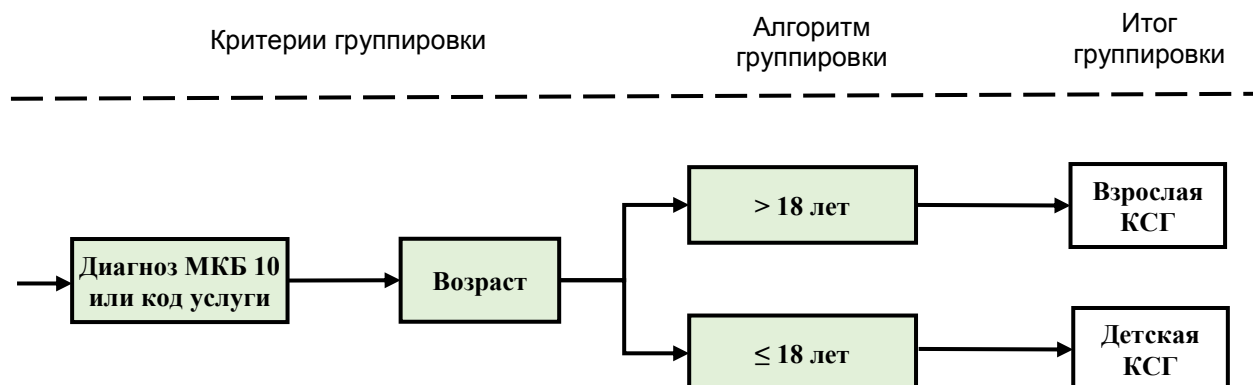 Критерии группировки
Алгоритм
группировки
Итог
группировки
Диагноз МКБ 10
или код услуги
Возраст
> 18 лет
Взрослая
КСГ
≤ 18 лет
Детская
КСГ